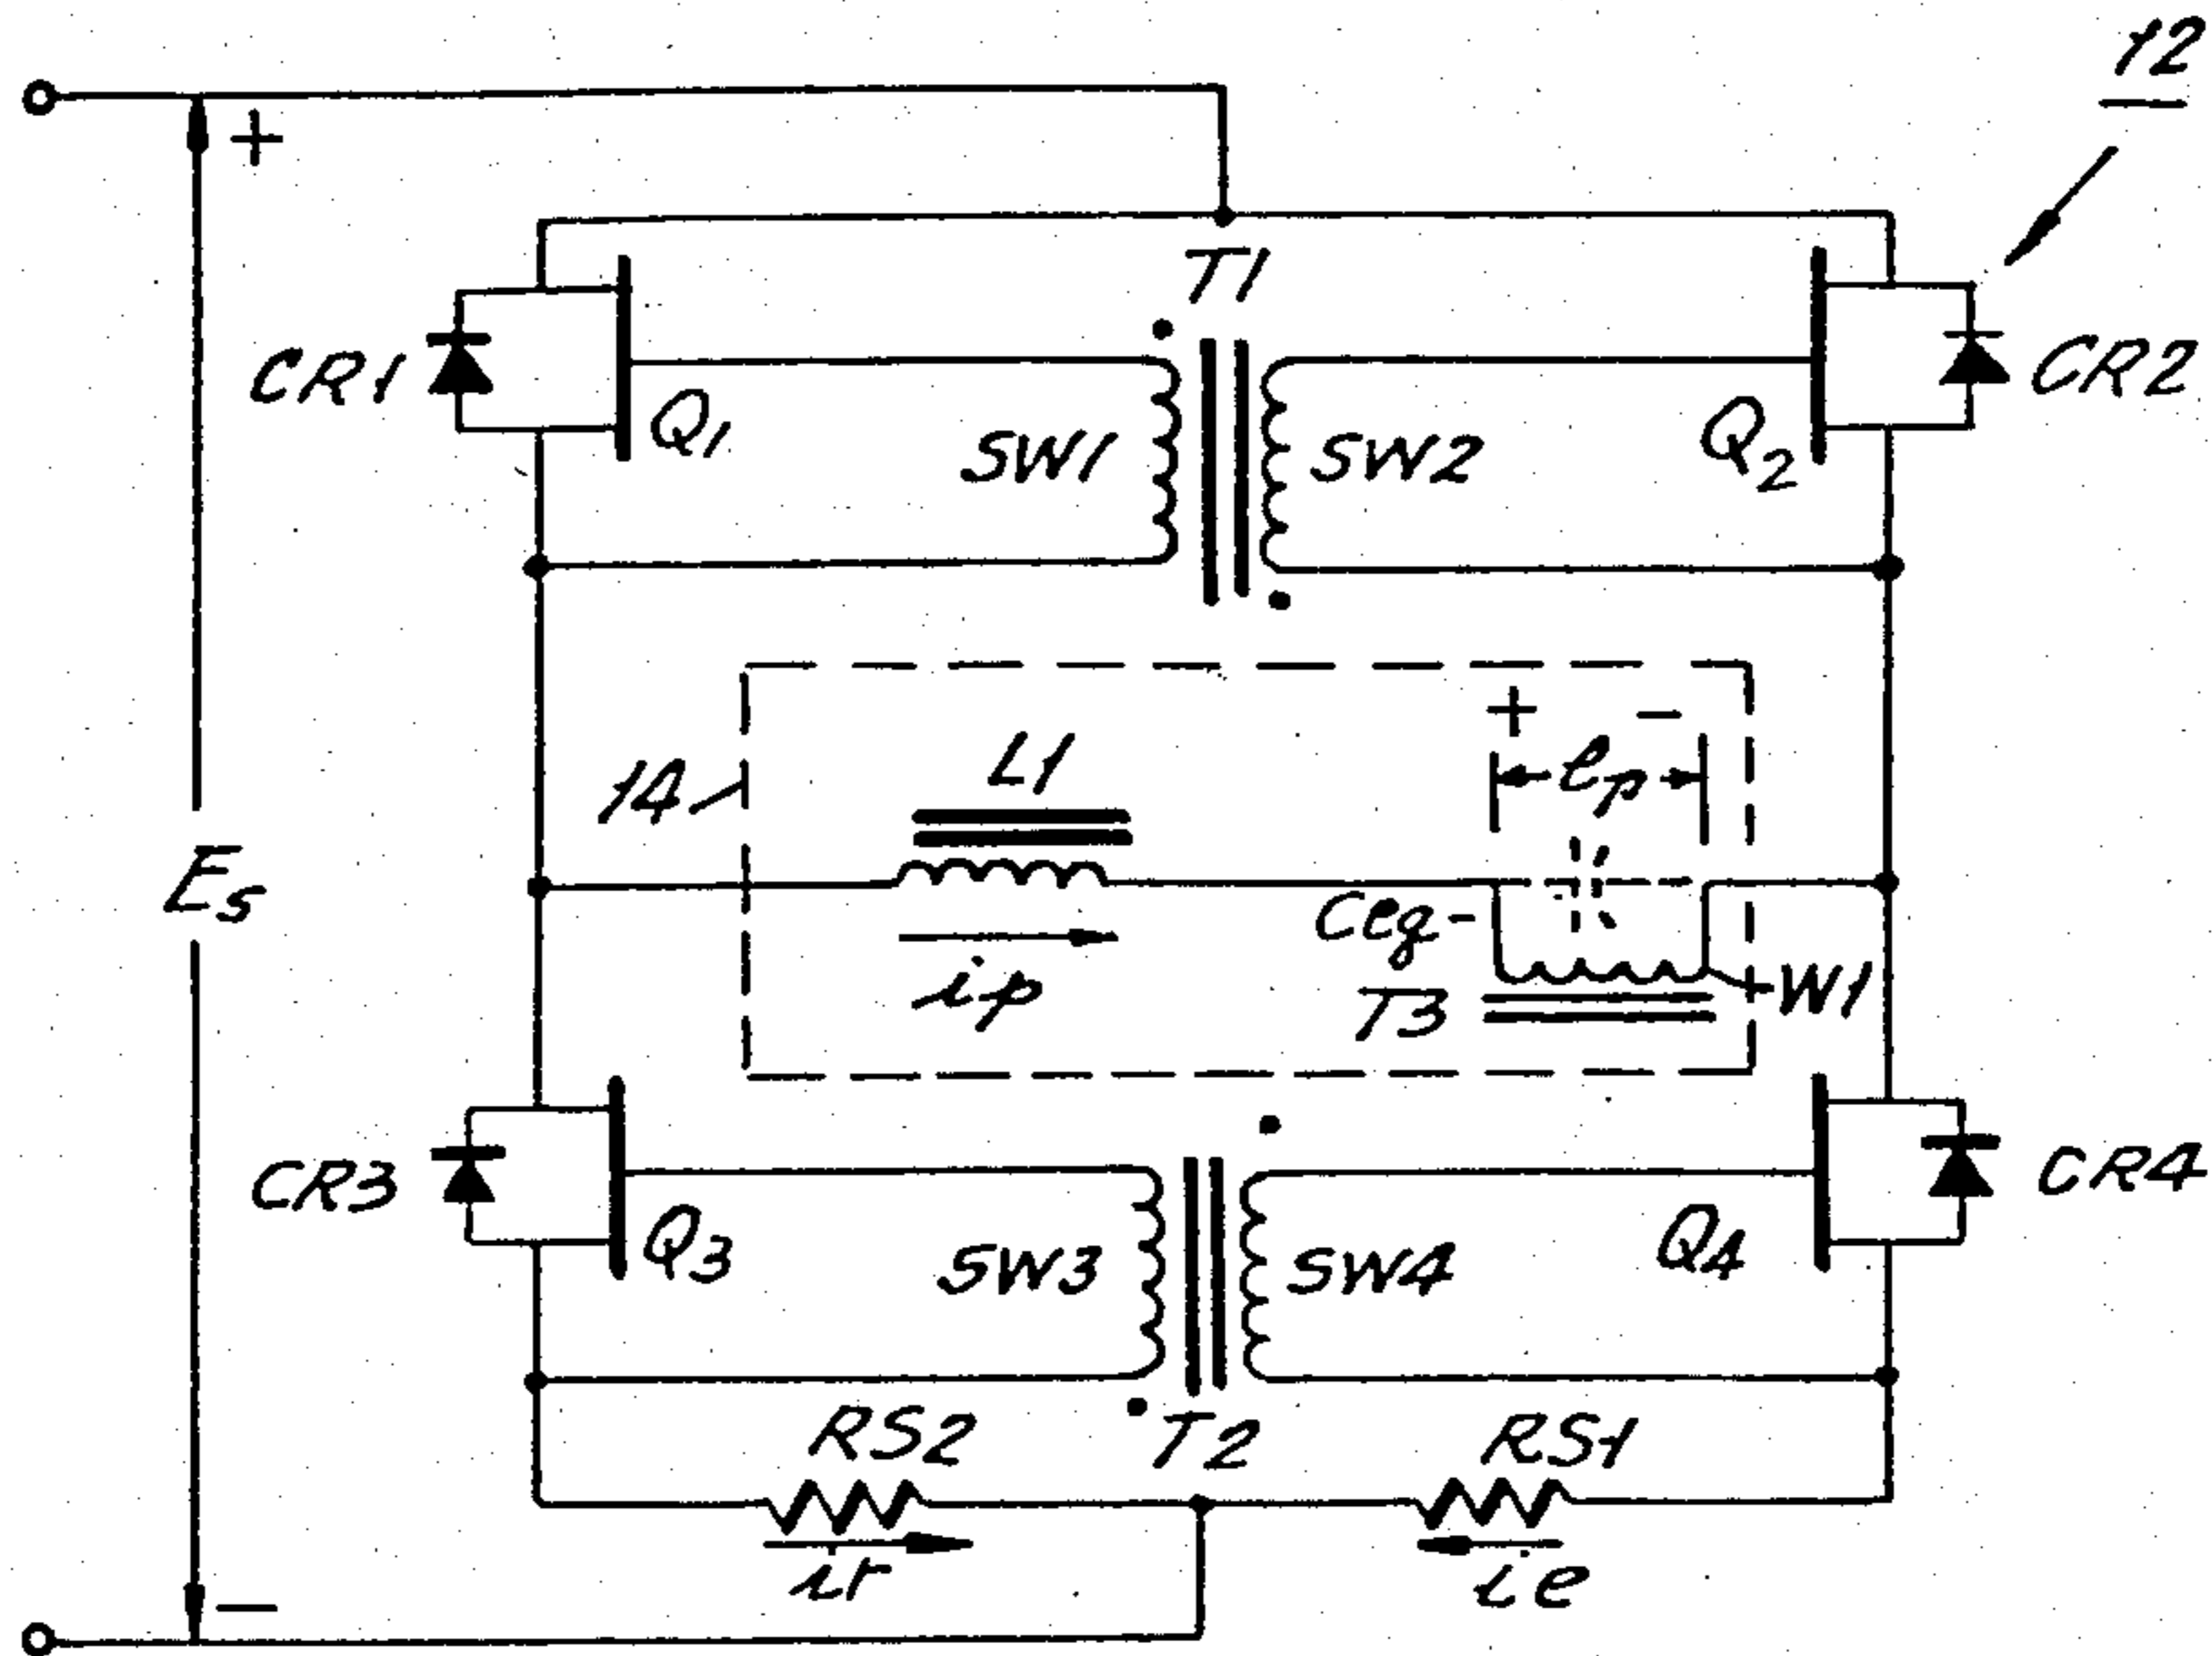 12
+
T1
CR1
Q1
SW1
SW2
Q2
CR2
+ -
14
L1
ep
Es
Ceq
ip
T3
W1
CR3
Q3
SW3
SW4
Q4
CR4
RS2
T2
RS1
ir
ie
-